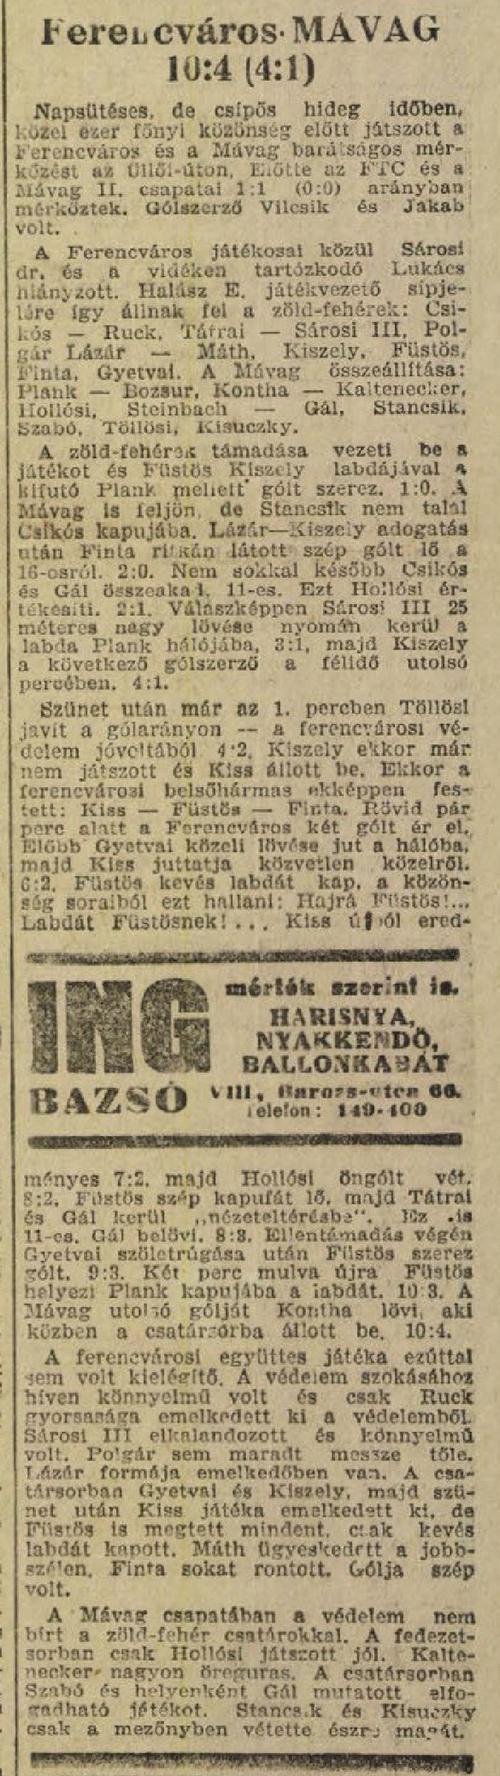 Ferencváros-MÁVAG
10:4 (4:1)
Napsütéses, de csípős hideg időben,
közel ezer főnyi közönség előtt játszott a
Ferencváros és a Mávag barátságos mér-
kőzést az Üllői-úton. Előtte az FTC és a
Mávag II. csapatai 1:1 (0:0) arányban
mérkőztek. Gólszerző Vilcsik és Jakab
volt.
A Ferencváros játékosai közül Sárosi
dr. és a vidéken tartózkodó Lukács
hiányzott. Halász E. játékvezető sípje-
lére így állnak fel a zöld-fehérek: Csi-
kós — Ruck, Tátrai — Sárosi III, Pol-
gár Lázár — Máth, Kiszely, Füstös,
Finta, Gyetvai. A Mávag összeállítása:
Plank — Bozsur, Kontha — Kaltenecker,
Hollósi, Steinbach — Gál, Stancsik,
Szabó, Töllösi, Kisuczky.
A zöld-fehérek támadása vezeti be a
játékot és Füstös Kiszely labdájával a
kifutó Plank mellett gólt szerez. 1:0. A
Mávag is feljön, de Stancsik nem talál
Csikós kapujába. Lázár—Kiszely adogatás
után Finta ritkán látott szép gólt lő a
16-osról. 2:0. Nem sokkal később Csikós
és Gál összeakad. 11-es. Ezt Hollósi ér-
tékesíti. 2:1. Válaszképpen Sárosi III 25
méteres nagy lövése nyomán kerül a
labda Plank hálójába, 3:1, majd Kiszely
a következő gólszerző a félidő utolsó
percében. 4:1.
Szünet után már az 1. percben Töllösi
javít a gólarányon — a ferencvárosi vé-
delem jóvoltából 4:2. Kiszely ekkor már
nem játszott és Kiss állott be. Ekkor a
ferencvárosi belsőhármas ekképpen fes-
tett: Kiss — Füstös — Finta. Rövid pár
perc alatt a Ferencváros két gólt ér el.
Előbb Gyetvai közeli lövése jut a hálóba,
majd Kiss juttatja közvetlen közelről.
6:2. Füstös kevés labdát kap, a közön-
ség soraiból ezt hallani: Hajrá Füstös!...
Labdát Füstösnek!... Kiss újból ered-
ING
mérték szerint is.
HARISNYA,
NYAKKENDŐ,
BALLONKABÁT
BAZSÓ
VIII, Baross-utca 66.
Telefon: 149-400
ményes 7:2. majd Hollósi öngólt vét.
8:2. Füstös szép kapufát lő, majd Tátrai
és Gál kerül „nézeteltérésbe". Ez is
11-es. Gál belövi. 8:3. Ellentámadás végén
Gyetvai szögletrúgása után Füstös szerez
gólt. 9:3. Két perc mulva újra Füstös
helyezi Plank kapujába a labdát. 10:3. A
Mávag utolsó gólját Kontha lövi, aki
közben a csatársorba állott be. 10:4.
A ferencvárosi együttes játéka ezúttal
sem volt kielégítő. A védelem szokásához
híven könnyelmű volt és csak Ruck
gyorsasága emelkedett ki a védelemből.
Sárosi III elkalandozott és könnyelmű
volt. Polgár sem maradt messze tőle.
Lázár formája emelkedőben van. A csa-
társorban Gyetvai és Kiszely, majd szü-
net után Kiss játéka emelkedett ki, de
Füstös is megtett mindent, csak kevés
labdát kapott. Máth ügyeskedett a jobb-
szélen. Finta sokat rontott. Gólja szép
volt.
A Mávag csapatában a védelem nem
bírt a zöld-fehér csatárokkal. A fedezet-
sorban csak Hollósi játszott jól. Kalte-
necker nagyon öreguras. A csatársorban
Szabó és helyenként Gál mutatott elfo-
gadható játékot. Stancsik és Kisuczky
csak a mezőnyben vétette észre magát.